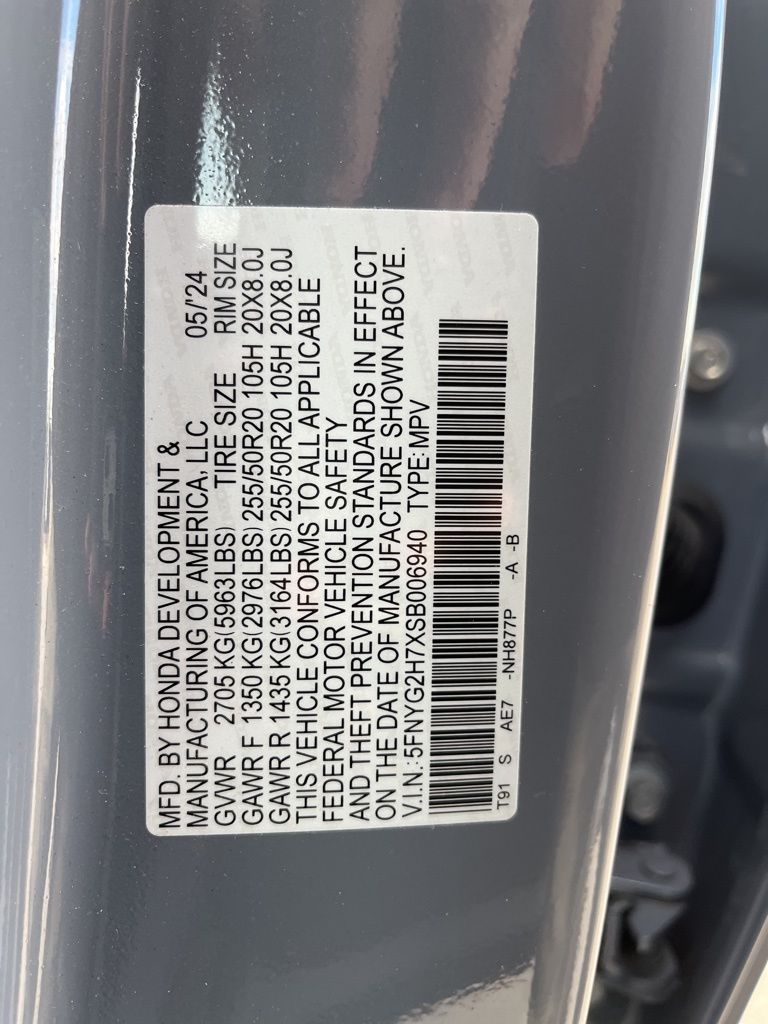 MFD. BY HONDA DEVELOPMENT &
MANUFACTURING OF AMERICA, LLC 05/'24
GVWR 2705 KG(5963LBS) TIRE SIZE RIM SIZE
GAWR F 1350 KG(2976LBS) 255/50R20 105H 20X8.0J
GAWR R 1435 KG(3164LBS) 255/50R20 105H 20X8.0J
THIS VEHICLE CONFORMS TO ALL APPLICABLE
FEDERAL MOTOR VEHICLE SAFETY
AND THEFT PREVENTION STANDARDS IN EFFECT
ON THE DATE OF MANUFACTURE SHOWN ABOVE.
V.I.N.: 5FNYG2H7XSB006940 TYPE: MPV
T91 S AE7 -NH877P -A -B